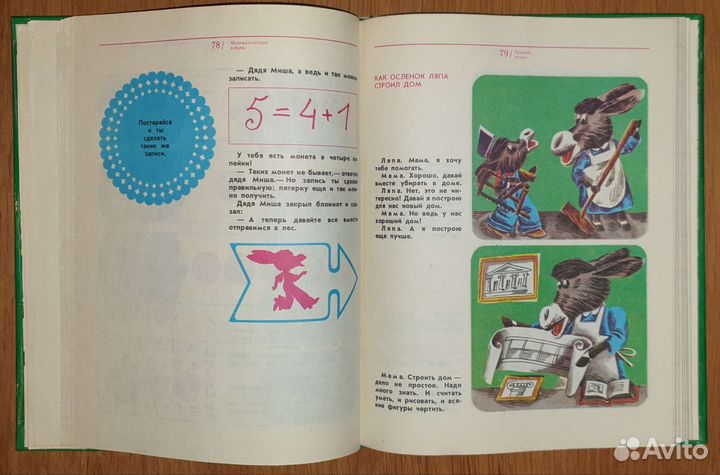 78/ Математическая
азбука
— Дядя Миша, а ведь и так можно
записать.
5=4+1
Постарайся
и ты
сделать
такие же
записи.
У тебя есть монета в четыре ко-
пейки!
— Таких монет не бывает,— ответил
дядя Миша.— Но запись ты сделал
правильную: пятерку еще и так мож-
но получить.
Дядя Миша закрыл блокнот и ска-
зал:
— А теперь давайте все вместе
отправимся в лес.
79/
КАК ОСЛЕНОК ЛЯПА
СТРОИЛ ДОМ
Ляпа. Мама, я хочу
тебе помогать.
Мама. Хорошо, давай
вместе убирать в доме.
Ляпа. Нет, это не ин-
тересно! Давай я построю
для нас новый дом.
Мама. Но ведь у нас
хороший дом!
Ляпа. А я построю
еще лучше.
Мама. Строить дом —
дело не простое. Надо
много знать. И считать
уметь, и рисовать, и вся-
кие фигуры чертить.
Avito